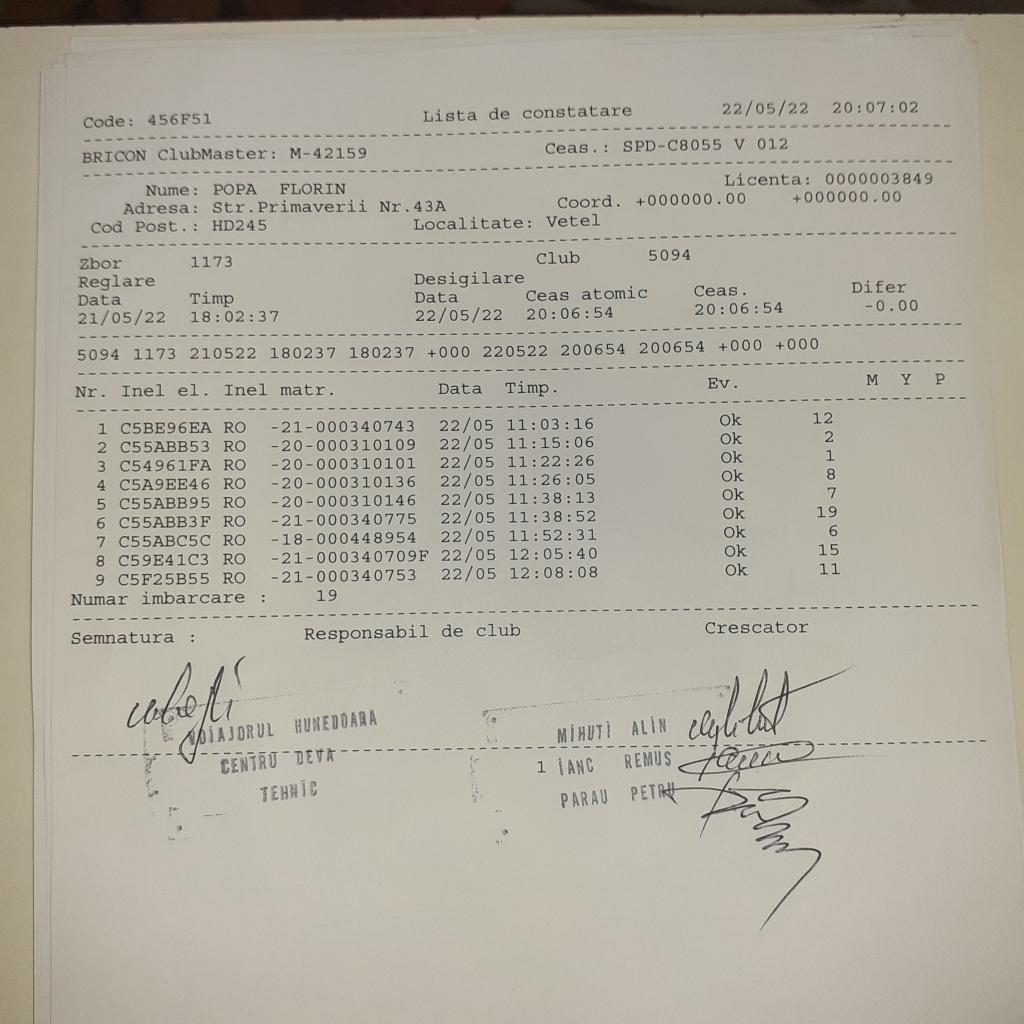 Code: 456F51 Lista de constatare 22/05/22 20:07:02
BRICON ClubMaster: M-42159 Ceas.: SPD-C8055 V 012
Nume: POPA FLORIN Licenta: 0000003849
Adresa: Str.Primaverii Nr.43A Coord. +000000.00 +000000.00
Cod Post.: HD245 Localitate: Vetel
Zbor 1173 Club 5094
Reglare Desigilare
Data Timp Data Ceas atomic Ceas. Difer
21/05/22 18:02:37 22/05/22 20:06:54 20:06:54 -0.00
5094 1173 210522 180237 180237 +000 220522 200654 200654 +000 +000
Nr. Inel el. Inel matr. Data Timp. Ev. M Y P
1 C5BE96EA RO -21-000340743 22/05 11:03:16 Ok 12
2 C55ABB53 RO -20-000310109 22/05 11:15:06 Ok 2
3 C54961FA RO -20-000310101 22/05 11:22:26 Ok 1
4 C5A9EE46 RO -20-000310136 22/05 11:26:05 Ok 8
5 C55ABB95 RO -20-000310146 22/05 11:38:13 Ok 7
6 C55ABB3F RO -21-000340775 22/05 11:38:52 Ok 19
7 C55ABC5C RO -18-000448954 22/05 11:52:31 Ok 6
8 C59E41C3 RO -21-000340709F 22/05 12:05:40 Ok 15
9 C5F25B55 RO -21-000340753 22/05 12:08:08 Ok 11
Numar imbarcare : 19
Semnatura : Responsabil de club Crescator
VOIAJORUL HUNEDOARA
CENTRU DEVA
TEHNIC
MIHUTI ALIN
1 IANC REMUS
PARAU PETRU